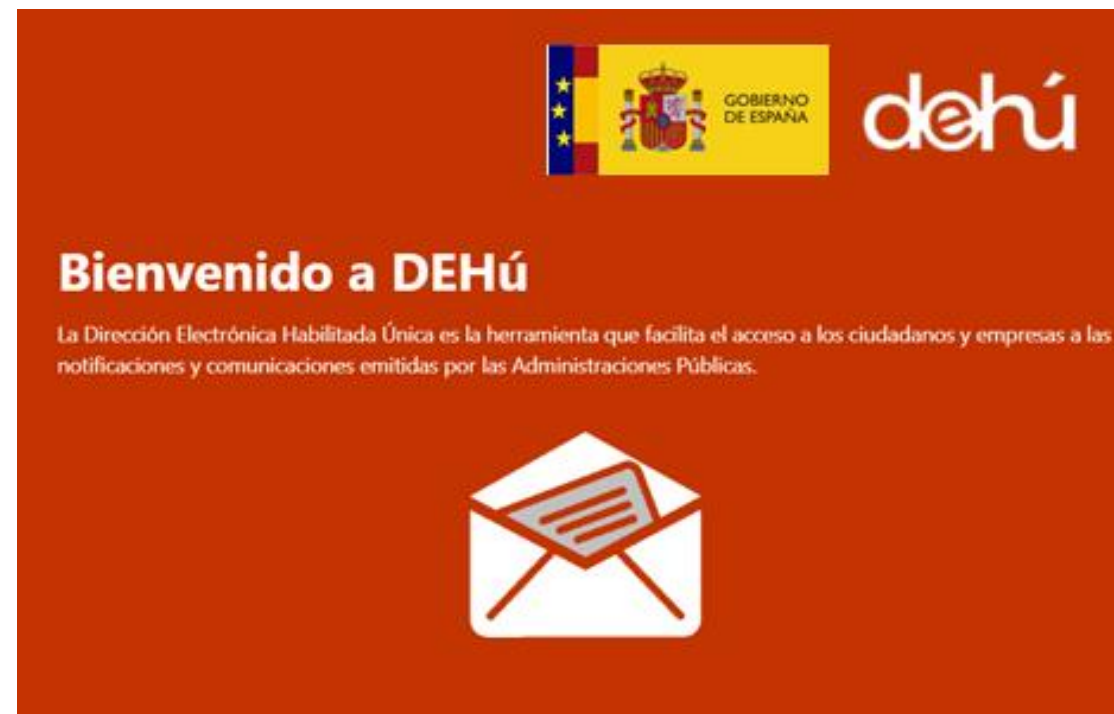 GOBIERNO
DE ESPAÑA
dehú
Bienvenido a DEHú
La Dirección Electrónica Habilitada Única es la herramienta que facilita el acceso a los ciudadanos y empresas a las
notificaciones y comunicaciones emitidas por las Administraciones Públicas.